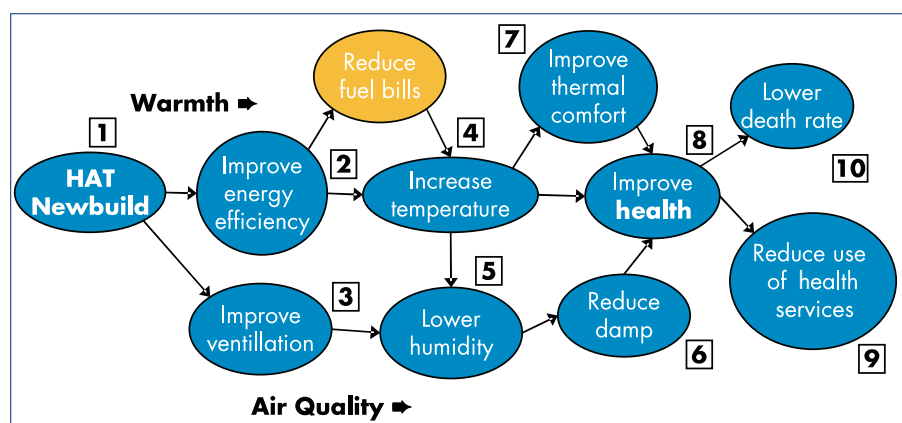 Warmth
1
HAT
Newbuild
Improve
energy
efficiency
2
Reduce
fuel bills
4
Increase
temperature
7
Improve
thermal
comfort
8
Improve
health
Lower
death rate
10
3
Improve
ventillation
5
Lower
humidity
Reduce
damp
6
Reduce use
of health
services
9
Air Quality